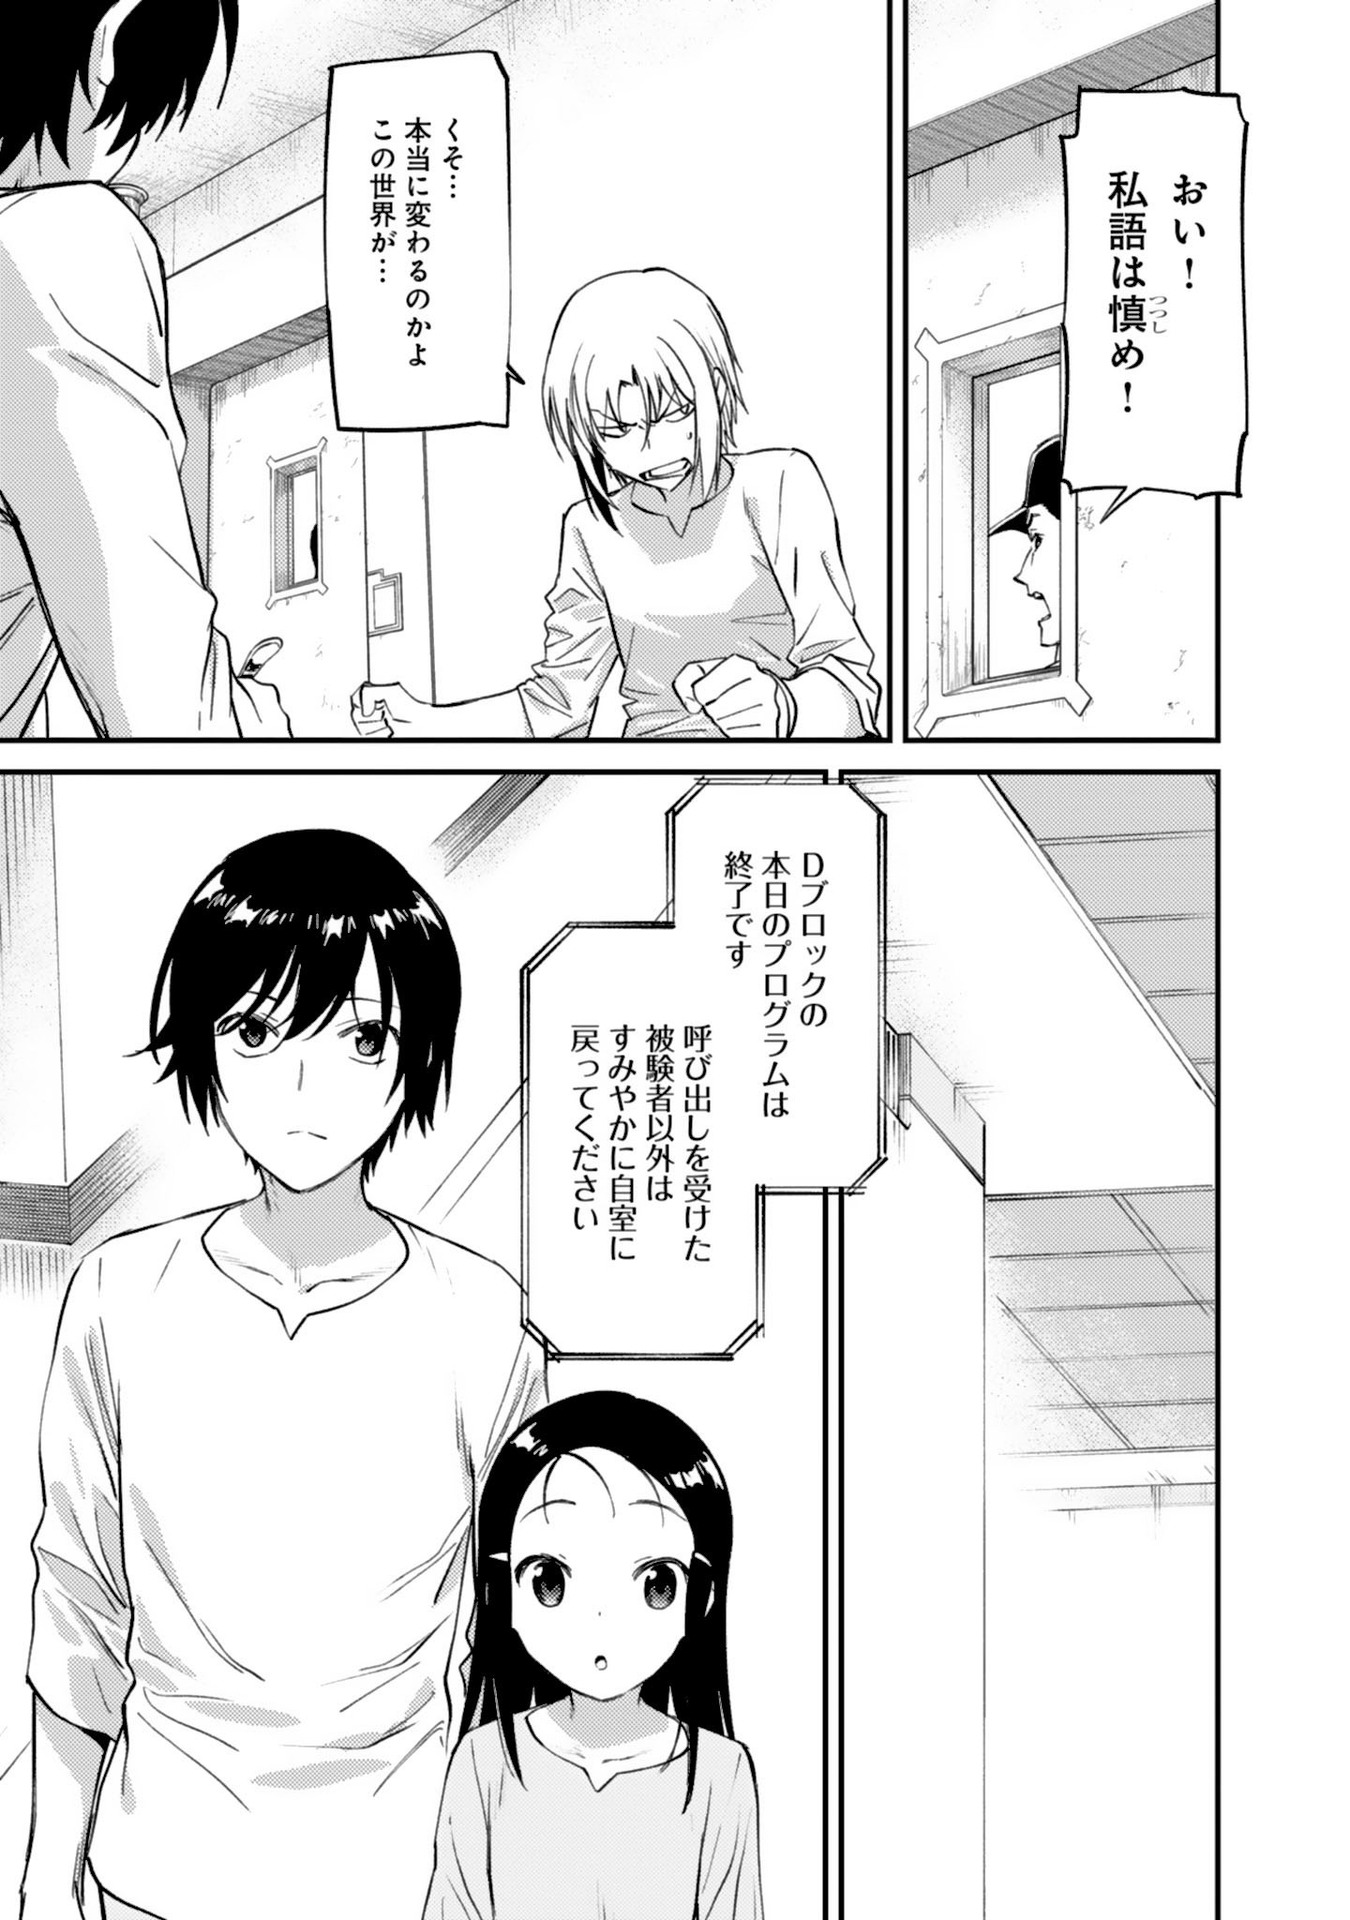 おい！
私語は慎め！
つつし
くそ…
本当に変わるのかよ
この世界が…
Dブロックの
本日のプログラムは
終了です
呼び出しを受けた
被験者以外は
すみやかに自室に
戻ってください